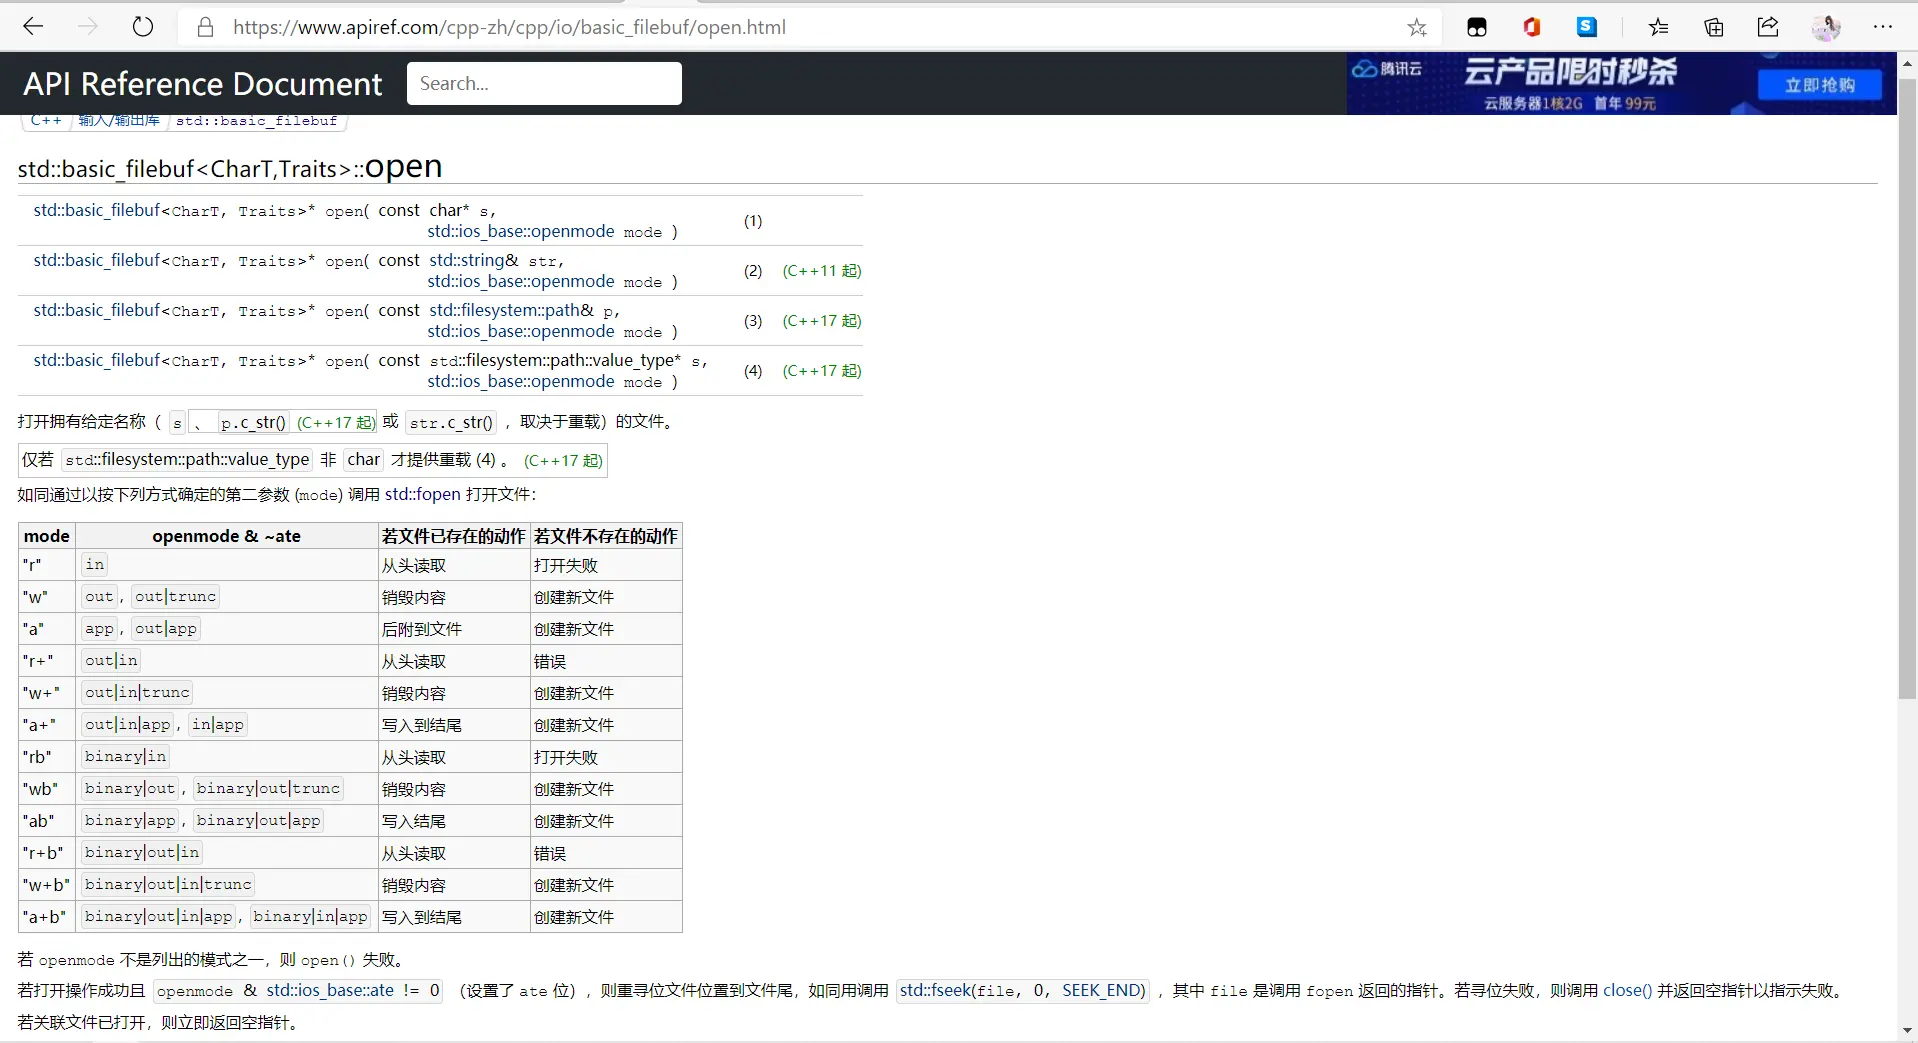 https://www.apiref.com/cpp-zh/cpp/io/basic_filebuf/open.html
API Reference Document
Search...
腾讯云
云产品限时秒杀
云服务器1核2G 首年 99元
立即抢购
C++ 输入/输出库 std::basic_filebuf
std::basic_filebuf<CharT,Traits>::open
std::basic_filebuf<CharT, Traits>* open( const char* s,
std::ios_base::openmode mode ) (1)
std::basic_filebuf<CharT, Traits>* open( const std::string& str,
std::ios_base::openmode mode ) (2) (C++11 起)
std::basic_filebuf<CharT, Traits>* open( const std::filesystem::path& p,
std::ios_base::openmode mode ) (3) (C++17 起)
std::basic_filebuf<CharT, Traits>* open( const std::filesystem::path::value_type* s,
std::ios_base::openmode mode ) (4) (C++17 起)
打开拥有给定名称（ s 、 p.c_str() (C++17 起) 或 str.c_str() ，取决于重载）的文件。
仅若 std::filesystem::path::value_type 非 char 才提供重载 (4) 。 (C++17 起)
如同通过以按下列方式确定的第二参数 (mode) 调用 std::fopen 打开文件：
mode openmode & ~ate 若文件已存在的动作 若文件不存在的动作
"r" in 从头读取 打开失败
"w" out, out|trunc 销毁内容 创建新文件
"a" app, out|app 后附到文件 创建新文件
"r+" out|in 从头读取 错误
"w+" out|in|trunc 销毁内容 创建新文件
"a+" out|in|app, in|app 写入到结尾 创建新文件
"rb" binary|in 从头读取 打开失败
"wb" binary|out, binary|out|trunc 销毁内容 创建新文件
"ab" binary|app, binary|out|app 写入结尾 创建新文件
"r+b" binary|out|in 从头读取 错误
"w+b" binary|out|in|trunc 销毁内容 创建新文件
"a+b" binary|out|in|app, binary|in|app 写入到结尾 创建新文件
若 openmode 不是列出的模式之一，则 open() 失败。
若打开操作成功且 openmode & std::ios_base::ate != 0 （设置了 ate 位），则重寻位文件位置到文件尾，如同用调用 std::fseek(file, 0, SEEK_END) ，其中 file 是调用 fopen 返回的指针。若寻位失败，则调用 close() 并返回空指针以指示失败。
若关联文件已打开，则立即返回空指针。